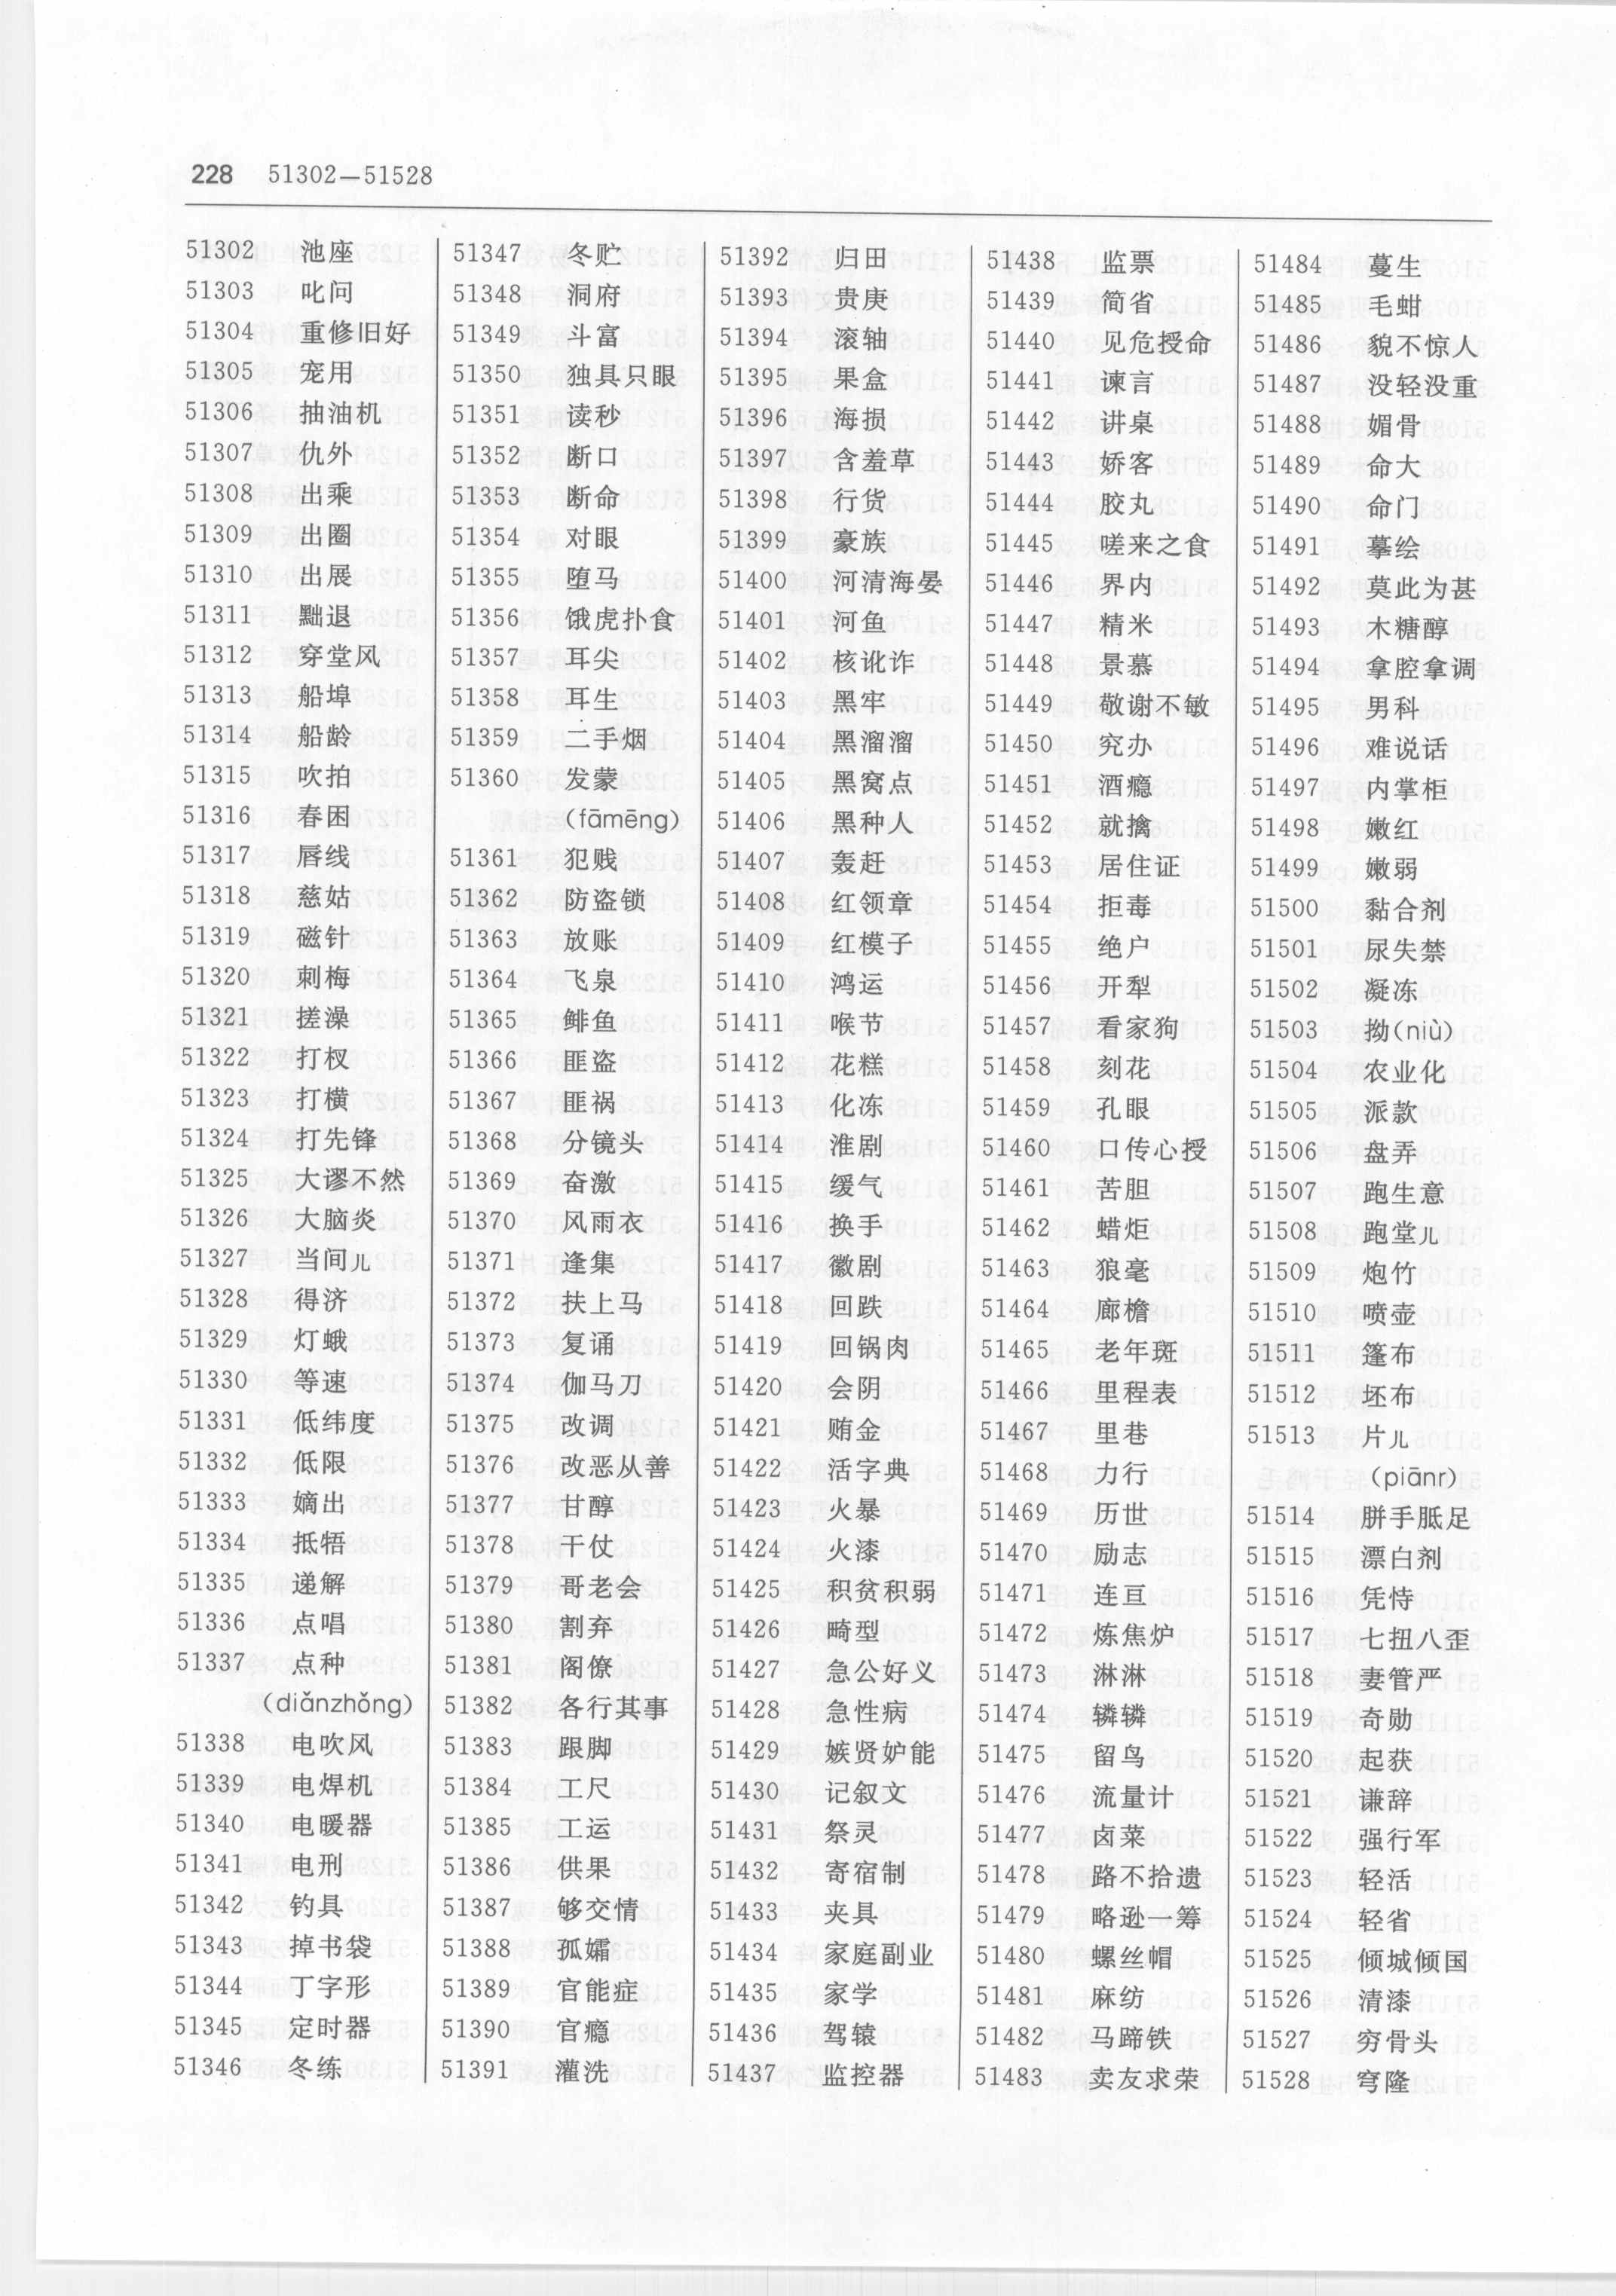 228 51302—51528
51302 池座
51303 叱问
51304 重修旧好
51305 宠用
51306 抽油机
51307 仇外
51308 出乘
51309 出圈
51310 出展
51311 黜退
51312 穿堂风
51313 船埠
51314 船龄
51315 吹拍
51316 春困
51317 唇线
51318 慈姑
51319 磁针
51320 刺梅
51321 搓澡
51322 打杈
51323 打横
51324 打先锋
51325 大谬不然
51326 大脑炎
51327 当间儿
51328 得济
51329 灯蛾
51330 等速
51331 低纬度
51332 低限
51333 嫡出
51334 抵牾
51335 递解
51336 点唱
51337 点种
(diǎnzhǒng)
51338 电吹风
51339 电焊机
51340 电暖器
51341 电刑
51342 钓具
51343 掉书袋
51344 丁字形
51345 定时器
51346 冬练
51347 冬贮
51348 洞府
51349 斗富
51350 独具只眼
51351 读秒
51352 断口
51353 断命
51354 对眼
51355 堕马
51356 饿虎扑食
51357 耳尖
51358 耳生
51359 二手烟
51360 发蒙
(fāmēng)
51361 犯贱
51362 防盗锁
51363 放账
51364 飞泉
51365 鲱鱼
51366 匪盗
51367 匪祸
51368 分镜头
51369 奋激
51370 风雨衣
51371 逢集
51372 扶上马
51373 复诵
51374 伽马刀
51375 改调
51376 改恶从善
51377 甘醇
51378 干仗
51379 哥老会
51380 割弃
51381 阁僚
51382 各行其事
51383 跟脚
51384 工尺
51385 工运
51386 供果
51387 够交情
51388 孤孀
51389 官能症
51390 官瘾
51391 灌洗
51392 归田
51393 贵庚
51394 滚轴
51395 果盒
51396 海损
51397 含羞草
51398 行货
51399 豪族
51400 河清海晏
51401 河鱼
51402 核讹诈
51403 黑牢
51404 黑溜溜
51405 黑窝点
51406 黑种人
51407 轰赶
51408 红领章
51409 红模子
51410 鸿运
51411 喉节
51412 花糕
51413 化冻
51414 淮剧
51415 缓气
51416 换手
51417 徽剧
51418 回跌
51419 回锅肉
51420 会阴
51421 贿金
51422 活字典
51423 火暴
51424 火漆
51425 积贫积弱
51426 畸型
51427 急公好义
51428 急性病
51429 嫉贤妒能
51430 记叙文
51431 祭灵
51432 寄宿制
51433 夹具
51434 家庭副业
51435 家学
51436 驾辕
51437 监控器
51438 监票
51439 简省
51440 见危授命
51441 谏言
51442 讲桌
51443 娇客
51444 胶丸
51445 嗟来之食
51446 界内
51447 精米
51448 景慕
51449 敬谢不敏
51450 究办
51451 酒瘾
51452 就擒
51453 居住证
51454 拒毒
51455 绝户
51456 开犁
51457 看家狗
51458 刻花
51459 孔眼
51460 口传心授
51461 苦胆
51462 蜡炬
51463 狼毫
51464 廊檐
51465 老年斑
51466 里程表
51467 里巷
51468 力行
51469 历世
51470 励志
51471 连亘
51472 炼焦炉
51473 淋淋
51474 辚辚
51475 留鸟
51476 流量计
51477 卤菜
51478 路不拾遗
51479 略逊一筹
51480 螺丝帽
51481 麻纺
51482 马蹄铁
51483 卖友求荣
51484 蔓生
51485 毛蚶
51486 貌不惊人
51487 没轻没重
51488 媚骨
51489 命大
51490 命门
51491 摹绘
51492 莫此为甚
51493 木糖醇
51494 拿腔拿调
51495 男科
51496 难说话
51497 内掌柜
51498 嫩红
51499 嫩弱
51500 黏合剂
51501 尿失禁
51502 凝冻
51503 拗(niù)
51504 农业化
51505 派款
51506 盘弄
51507 跑生意
51508 跑堂儿
51509 炮竹
51510 喷壶
51511 篷布
51512 坯布
51513 片儿
(piānr)
51514 胼手胝足
51515 漂白剂
51516 凭恃
51517 七扭八歪
51518 妻管严
51519 奇勋
51520 起获
51521 谦辞
51522 强行军
51523 轻活
51524 轻省
51525 倾城倾国
51526 清漆
51527 穷骨头
51528 穹隆